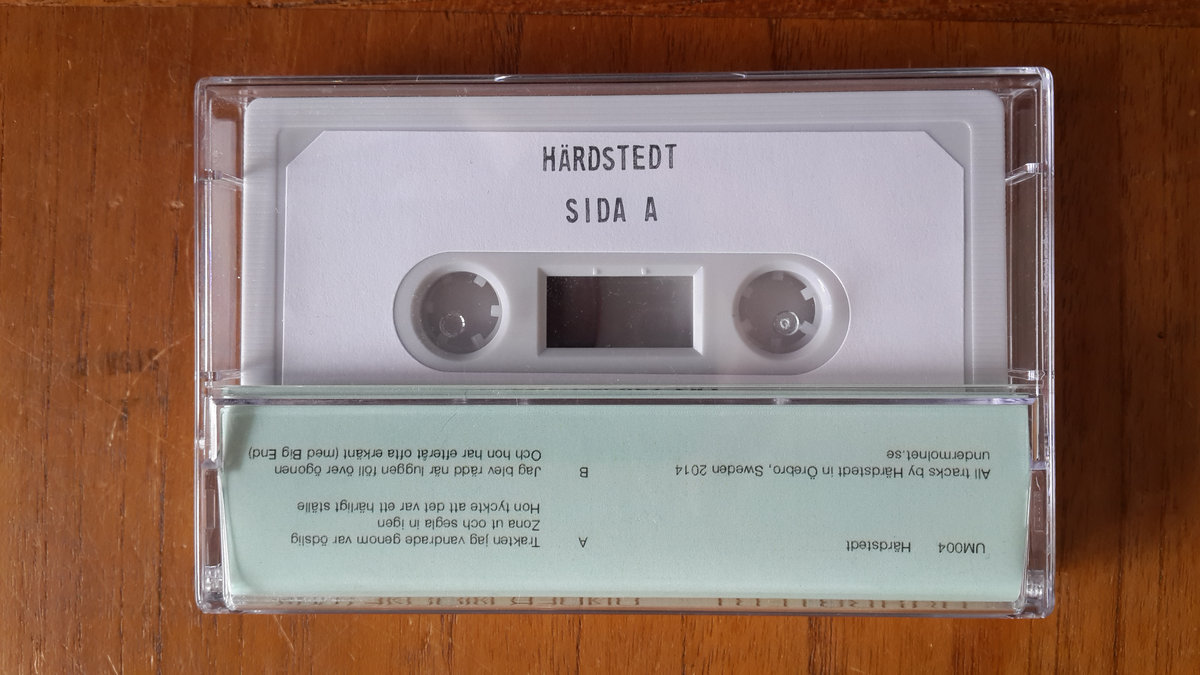 HÄRDSTEDT
SIDA A
UM004 Härdstedt
A Trakten jag vandrade genom var ödslig
Zona ut och segla in igen
Hon tyckte att det var ett härligt ställe
B Jag blev rädd när luggen föll över ögonen
Och hon har efteråt ofta erkänt (med Big End)
All tracks by Härdstedt in Örebro, Sweden 2014
undermolnet.se